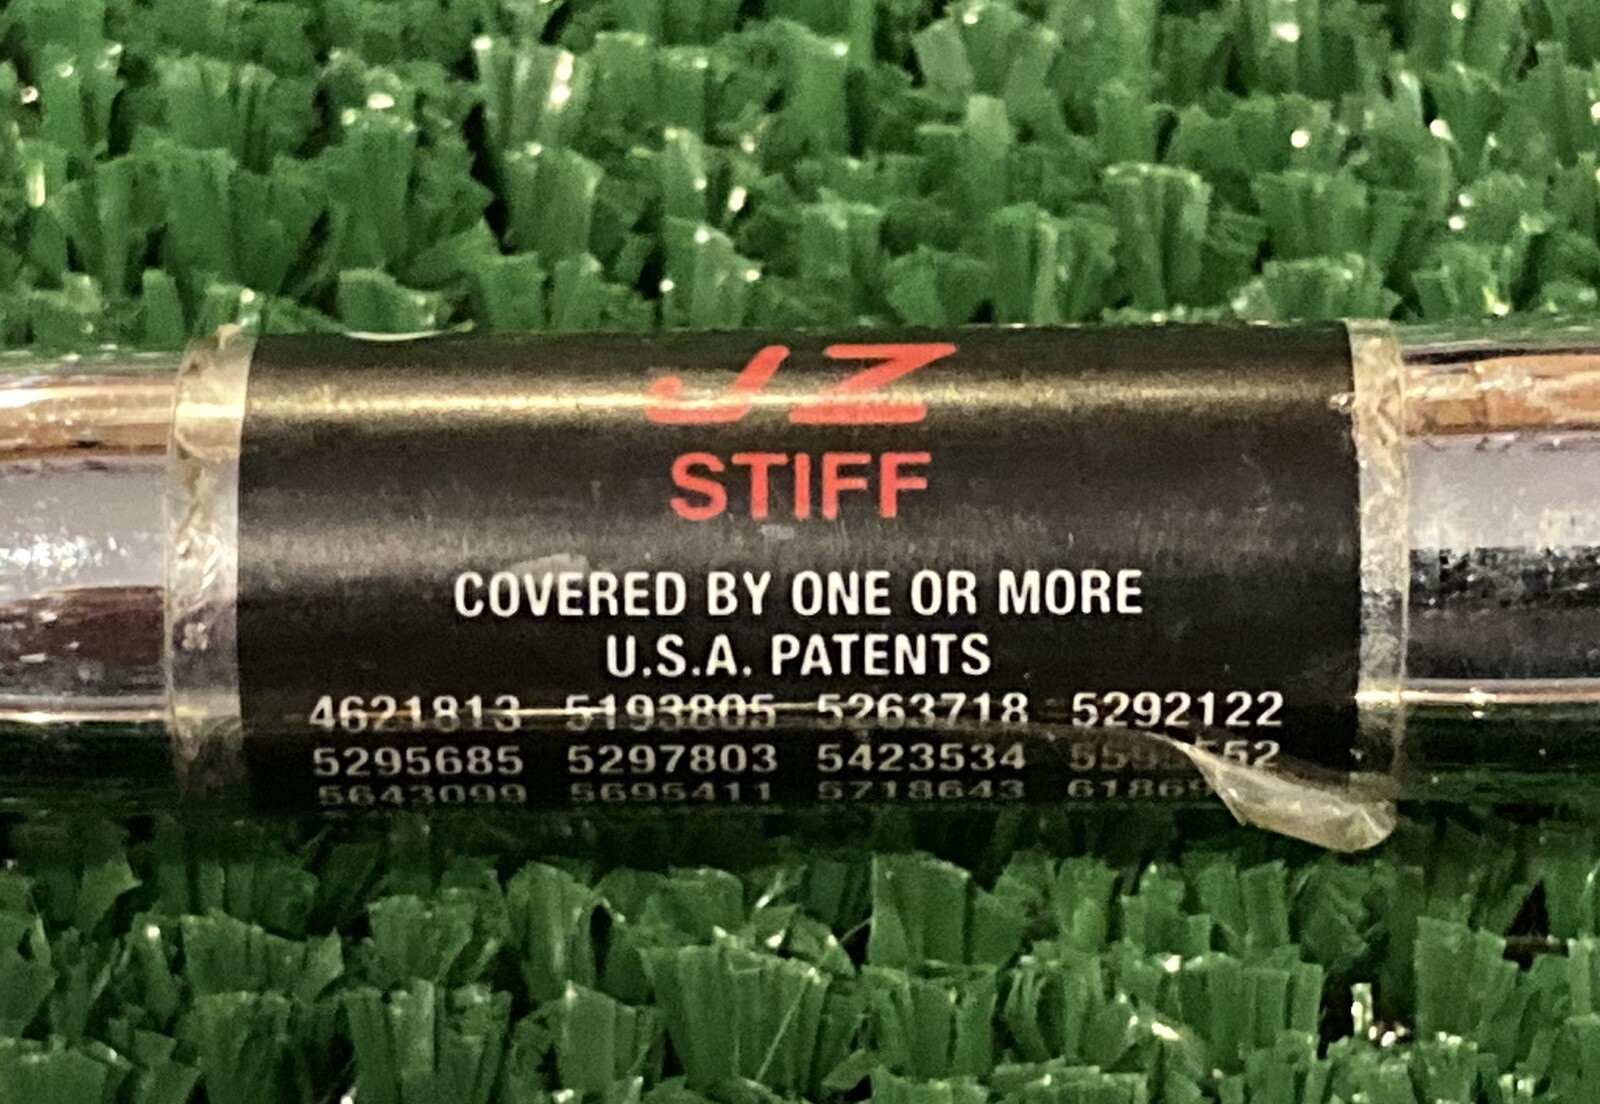 JZ
STIFF
COVERED BY ONE OR MORE
U.S.A. PATENTS
4621813 5193805 5263718 5292122
5295685 5297803 5423534
5643099 5695411 5718643